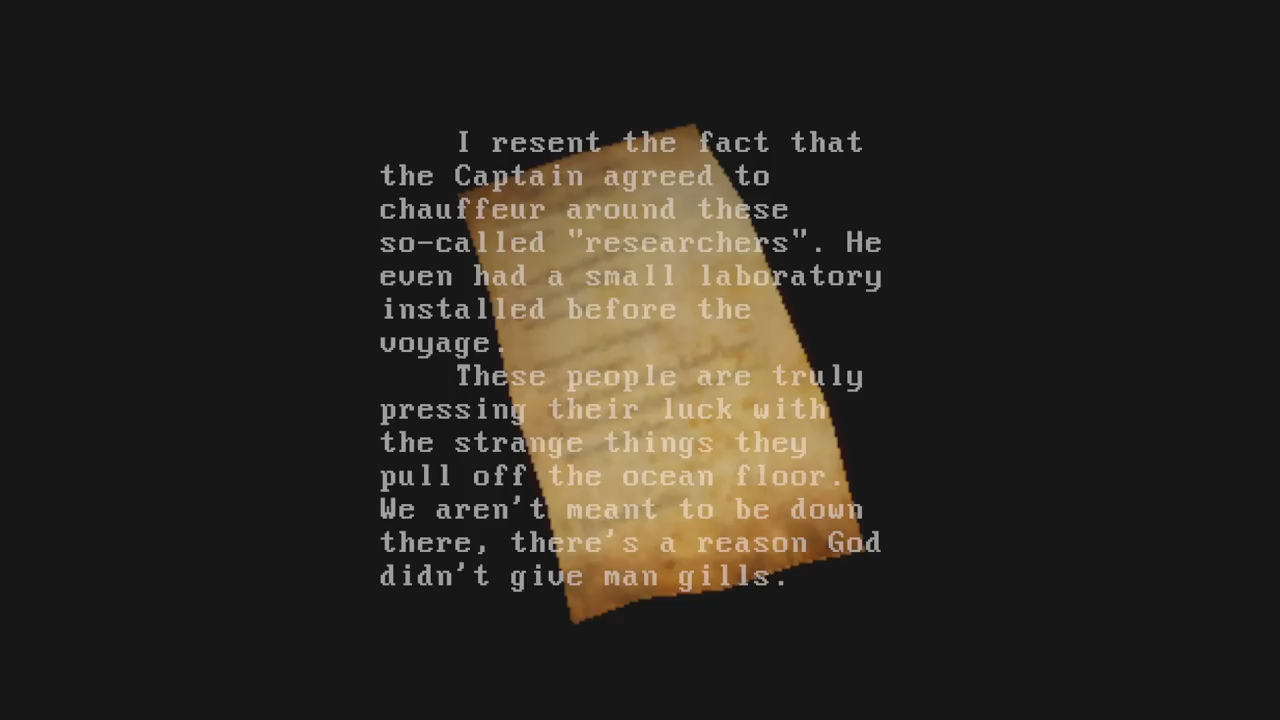 I resent the fact that
the Captain agreed to
chauffeur around these
so-called "researchers". He
even had a small laboratory
installed before the
voyage.
These people are truly
pressing their luck with
the strange things they
pull off the ocean floor.
We aren't meant to be down
there, there's a reason God
didn't give man gills.